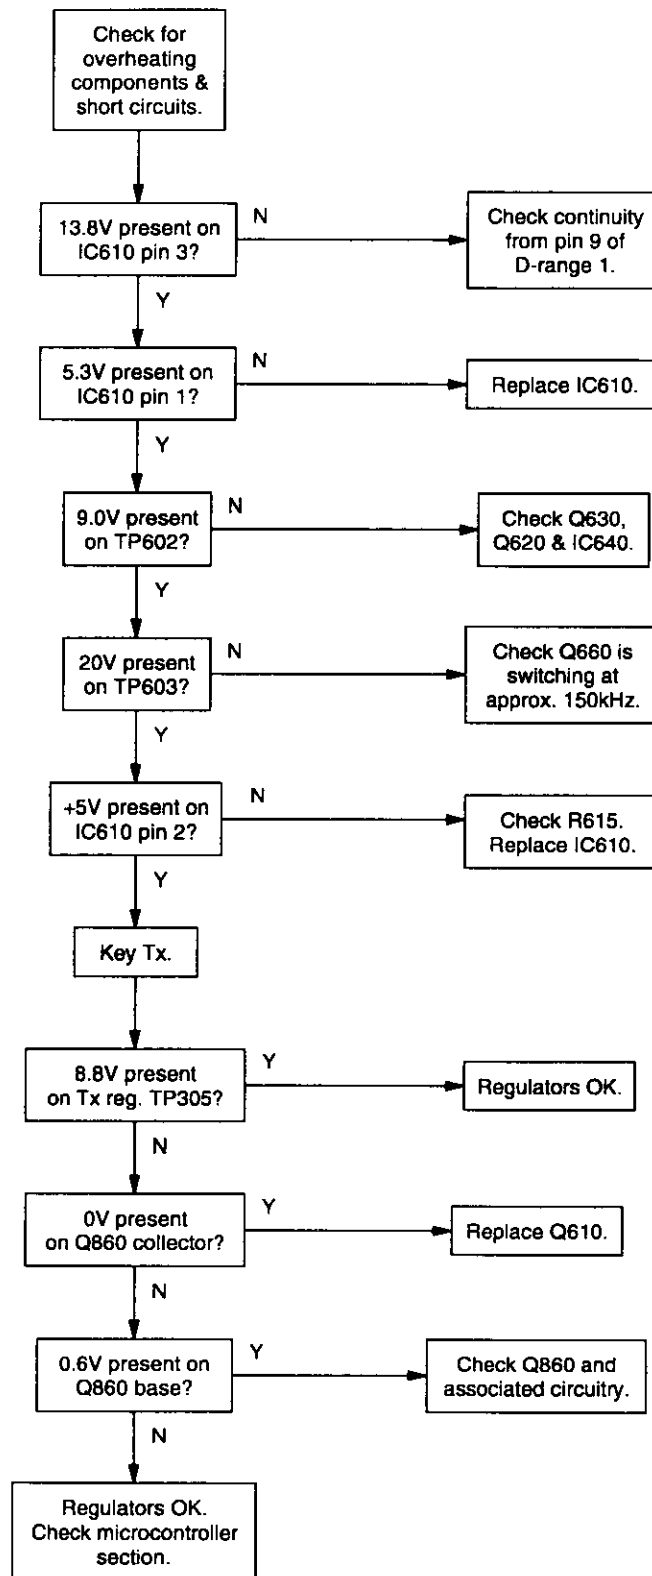 Check for
overheating
components &
short circuits.
13.8V present on
IC610 pin 3?
N
Check continuity
from pin 9 of
D-range 1.
Y
5.3V present on
IC610 pin 1?
N
Replace IC610.
Y
9.0V present
on TP602?
N
Check Q630,
Q620 & IC640.
Y
20V present
on TP603?
N
Check Q660 is
switching at
approx. 150kHz.
Y
+5V present on
IC610 pin 2?
N
Check R615.
Replace IC610.
Y
Key Tx.
8.8V present
on Tx reg. TP305?
Y
Regulators OK.
N
0V present
on Q860 collector?
Y
Replace Q610.
N
0.6V present on
Q860 base?
Y
Check Q860 and
associated circuitry.
N
Regulators OK.
Check microcontroller
section.